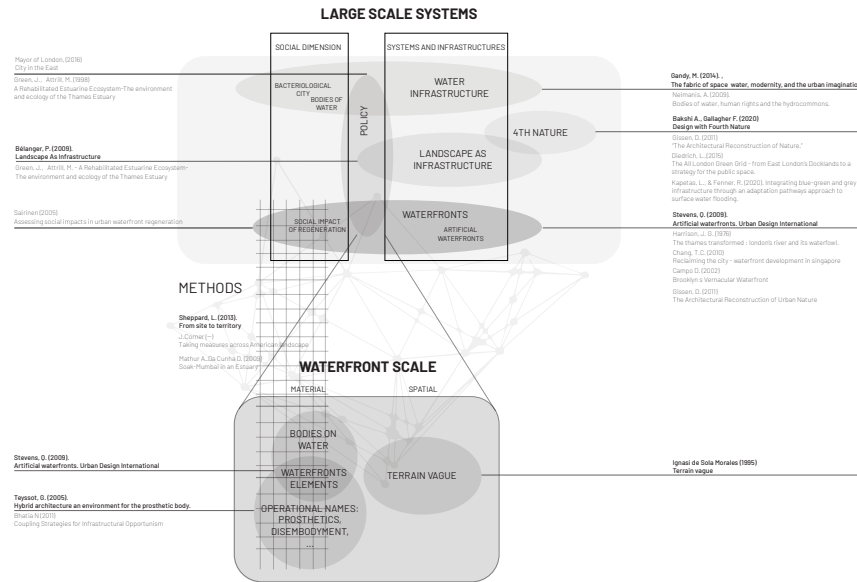 LARGE SCALE SYSTEMS
SOCIAL DIMENSION
SYSTEMS AND INFRASTRUCTURES
Mayor of London, (2016)
City in the East
Green, J., Attrill, M. (1998)
A Rehabilitated Estuarine Ecosystem-The environment
and ecology of the Thames Estuary
BACTERIOLOGICAL
CITY
BODIES OF
WATER
POLICY
WATER
INFRASTRUCTURE
4TH NATURE
LANDSCAPE AS
INFRASTRUCTURE
Gandy, M. (2014). ,
The fabric of space water, modernity, and the urban imaginatio
Neimanis, A. (2009).
Bodies of water, human rights and the hydrocommons.
Bakshi A., Gallagher F. (2020)
Design with Fourth Nature
Gissen, D. (2011)
"The Architectural Reconstruction of Nature,"
Diedrich, L. (2015)
The All London Green Grid - from East London's Docklands to a
strategy for the public space.
Kapetas, L., & Fenner, R. (2020). Integrating blue-green and grey
infrastructure through an adaptation pathways approach to
surface water flooding.
Bélanger, P. (2009).
Landscape As Infrastructure
Green, J., Attrill, M. - A Rehabilitated Estuarine Ecosystem-
The environment and ecology of the Thames Estuary
Sairinen (2005)
Assessing social impacts in urban waterfront regeneration
SOCIAL IMPACT
OF REGENERATION
WATERFRONTS
ARTIFICIAL
WATERFRONTS
Stevens, Q. (2009).
Artificial waterfronts. Urban Design International
Harrison, J. G. (1976)
The thames transformed : london's river and its waterfowl.
Chang, T.C. (2010)
Reclaiming the city - waterfront development in singapore
Campo D. (2002)
Brooklyn's Vernacular Waterfront
Gissen, D. (2011)
The Architectural Reconstruction of Urban Nature
METHODS
Sheppard, L. (2013).
From site to territory
J.Corner (--)
Taking measures across American landscape
Mathur A.,Da Cunha D. (2009)
Soak-Mumbai in an Estuary
WATERFRONT SCALE
MATERIAL
SPATIAL
BODIES ON
WATER
WATERFRONTS
ELEMENTS
OPERATIONAL NAMES:
PROSTHETICS,
DISEMBODYMENT,
...
TERRAIN VAGUE
Stevens, Q. (2009).
Artificial waterfronts. Urban Design International
Teyssot, G. (2005).
Hybrid architecture an environment for the prosthetic body.
Bhatia N (2011)
Coupling Strategies for Infrastructural Opportunism
Ignasi de Sola Morales (1995)
Terrain vague